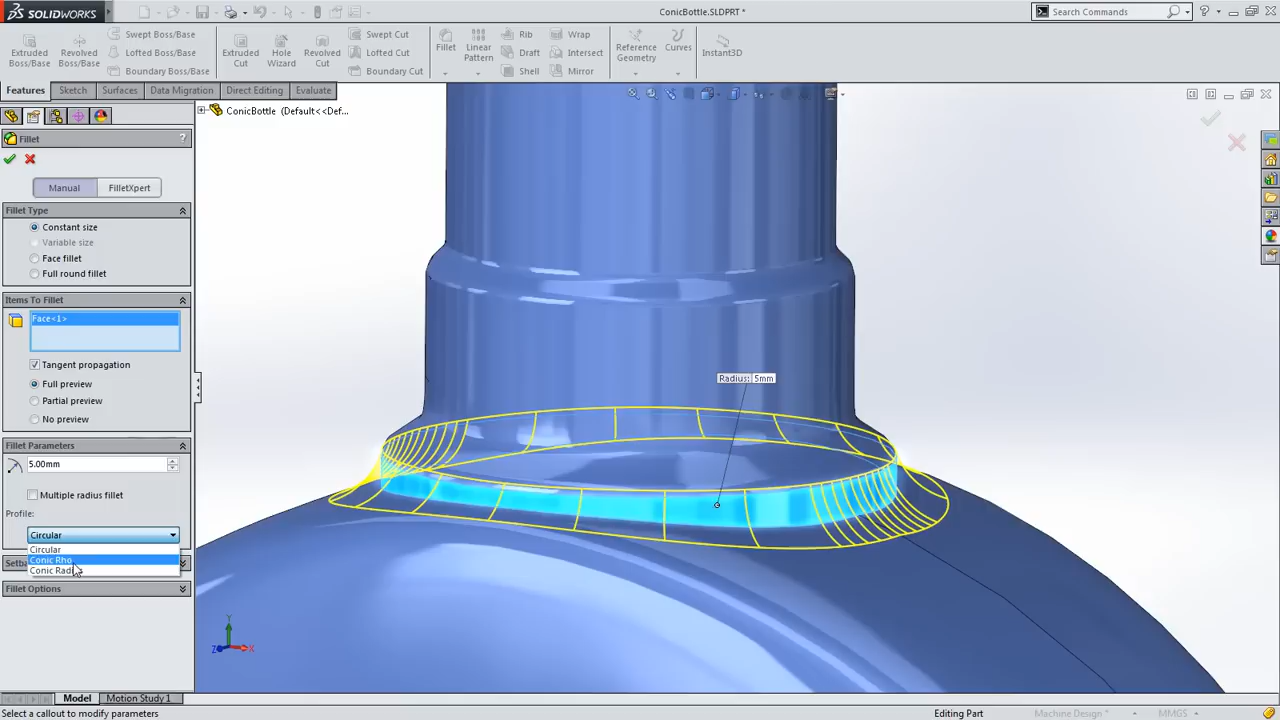 SOLIDWORKS
ConicBottle.SLDPRT *
Search Commands
Extruded Boss/Base
Revolved Boss/Base
Swept Boss/Base
Lofted Boss/Base
Boundary Boss/Base
Extruded Cut
Hole Wizard
Revolved Cut
Swept Cut
Lofted Cut
Boundary Cut
Fillet
Linear Pattern
Rib
Draft
Shell
Wrap
Intersect
Mirror
Reference Geometry
Curves
Instant3D
Features
Sketch
Surfaces
Data Migration
Direct Editing
Evaluate
ConicBottle (Default<<Def...
Fillet
?
Manual
FilletXpert
Fillet Type
Constant size
Variable size
Face fillet
Full round fillet
Items To Fillet
Face<1>
Tangent propagation
Full preview
Partial preview
No preview
Fillet Parameters
5.00mm
Multiple radius fillet
Profile:
Circular
Circular
Conic Rho
Fillet Options
Radius: 5mm
Y
Z
X
Model
Motion Study 1
Select a callout to modify parameters
Editing Part
Machine Design *
MMGS